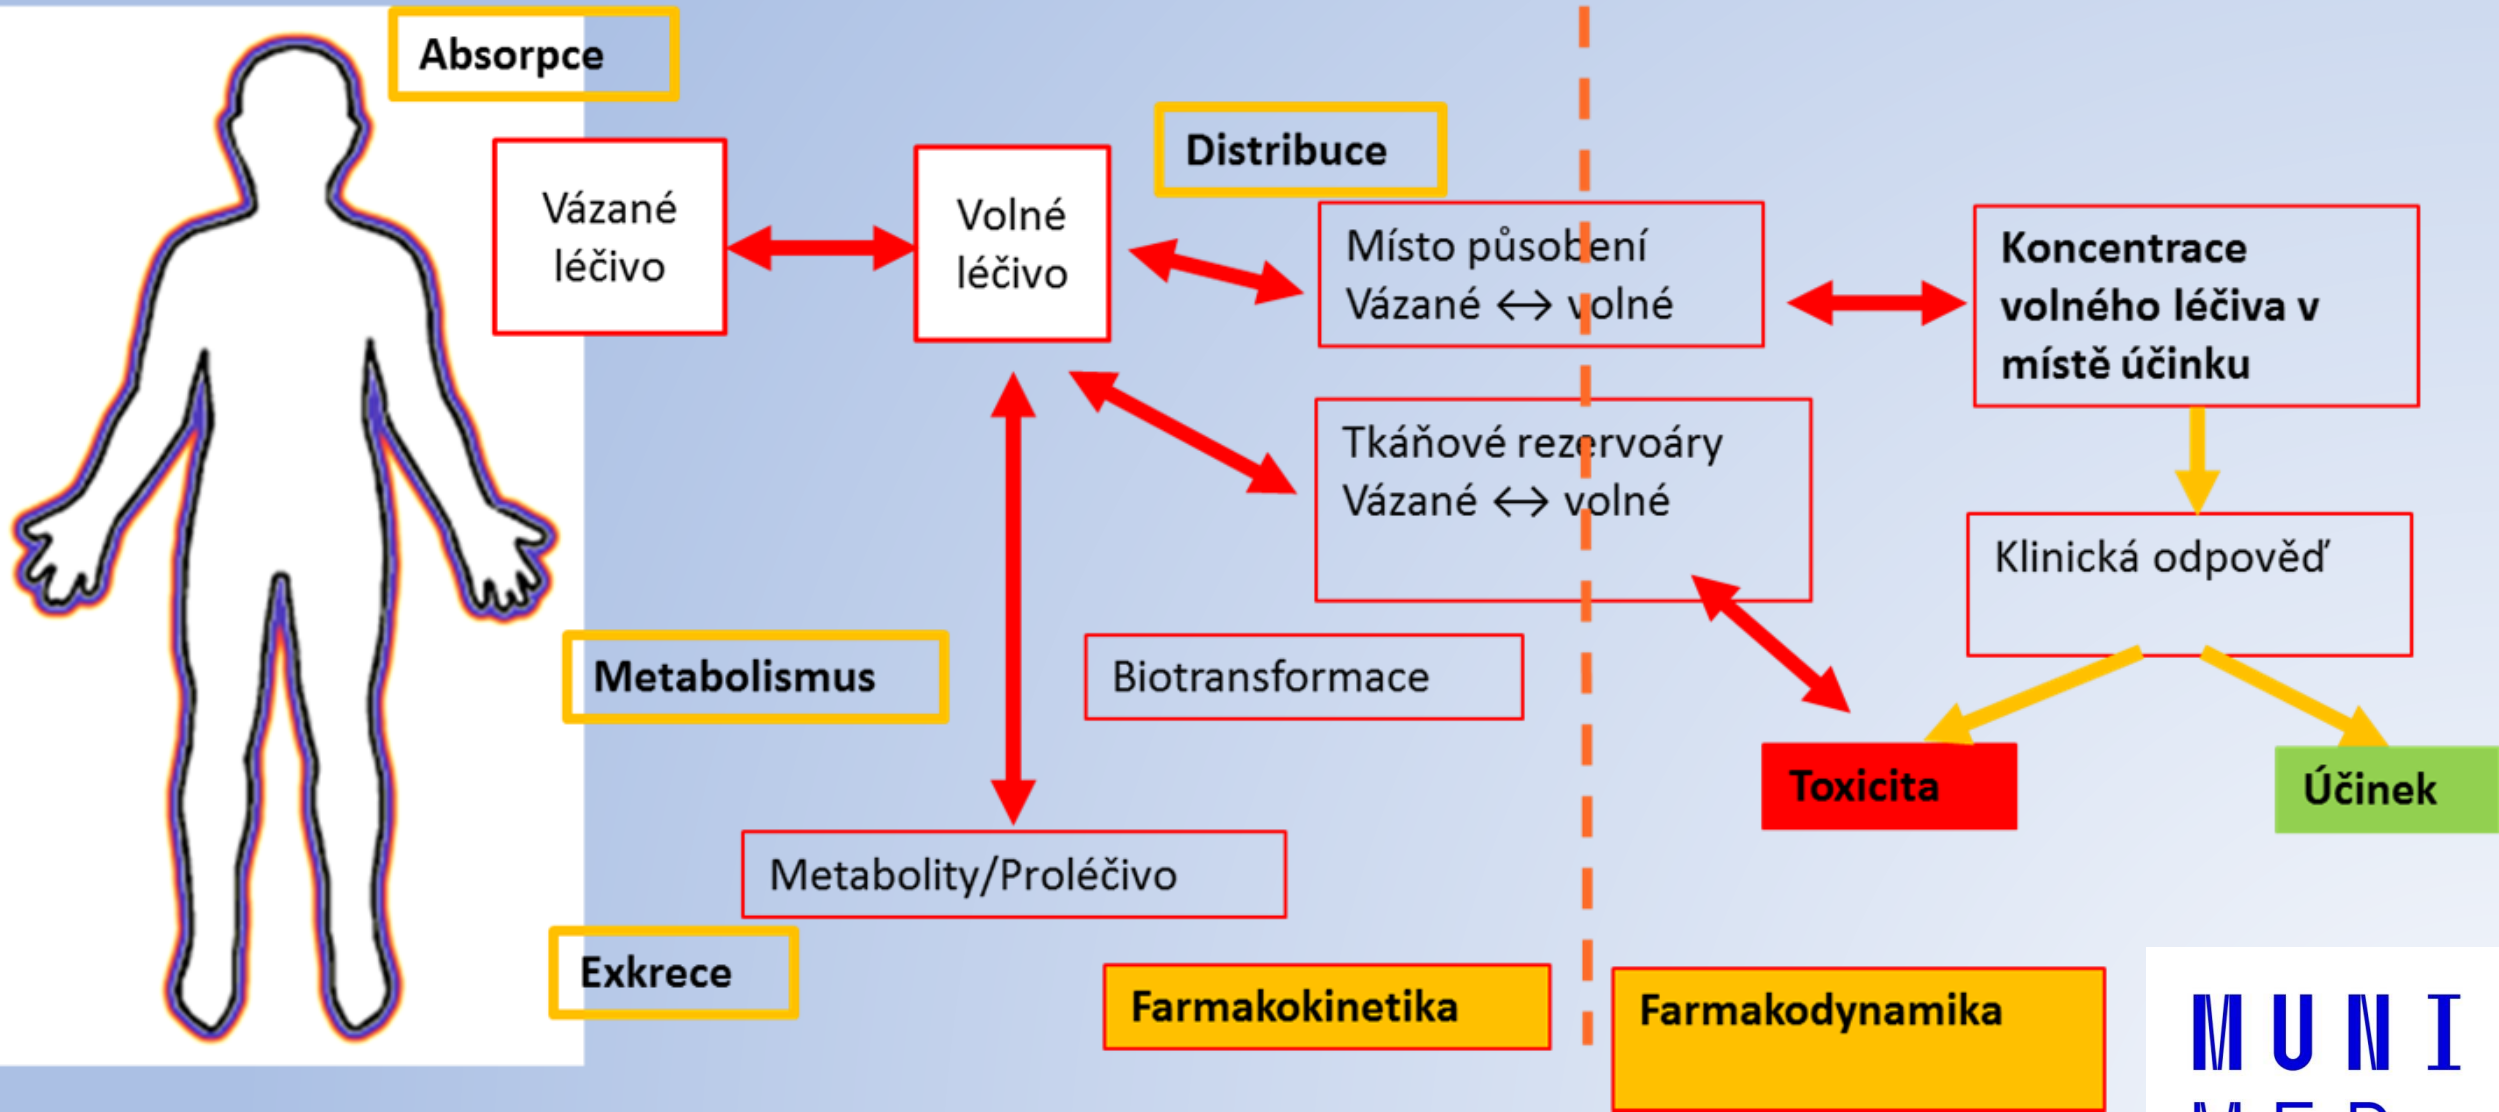 Absorpce
Distribuce
Vázané
léčivo
Volné
léčivo
Místo působení
Vázané ↔ volné
Koncentrace
volného léčiva v
místě účinku
Tkáňové rezervoáry
Vázané ↔ volné
Klinická odpověď
Metabolismus
Biotransformace
Toxicita
Účinek
Metabolity/Proléčivo
Exkrece
Farmakokinetika
Farmakodynamika
MUNI